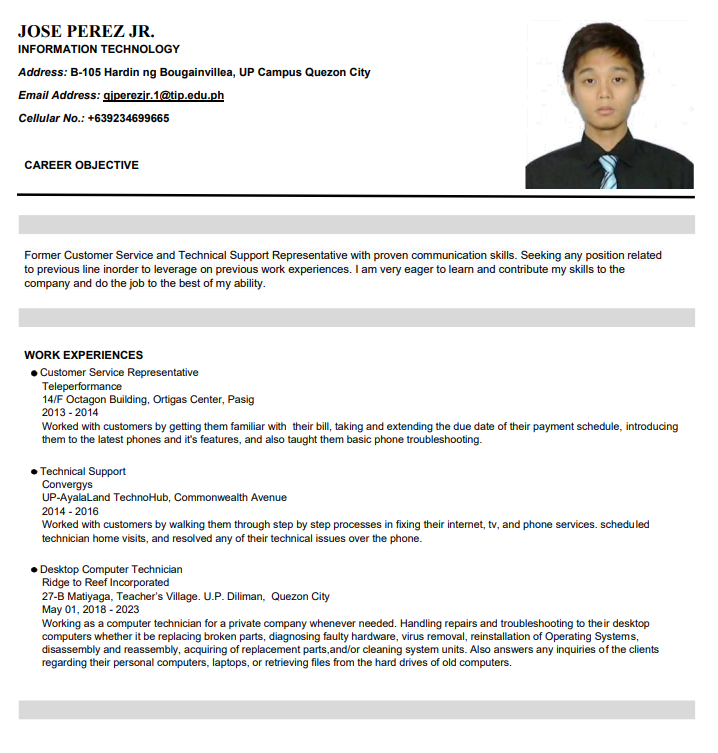 JOSE PEREZ JR.
INFORMATION TECHNOLOGY
Address: B-105 Hardin ng Bougainvillea, UP Campus Quezon City
Email Address: qjperezjr.1@tip.edu.ph
Cellular No.: +639234699665
CAREER OBJECTIVE
Former Customer Service and Technical Support Representative with proven communication skills. Seeking any position related
to previous line inorder to leverage on previous work experiences. I am very eager to learn and contribute my skills to the
company and do the job to the best of my ability.
WORK EXPERIENCES
● Customer Service Representative
Teleperformance
14/F Octagon Building, Ortigas Center, Pasig
2013 - 2014
Worked with customers by getting them familiar with their bill, taking and extending the due date of their payment schedule, introducing
them to the latest phones and it's features, and also taught them basic phone troubleshooting.
● Technical Support
Convergys
UP-AyalaLand TechnoHub, Commonwealth Avenue
2014 - 2016
Worked with customers by walking them through step by step processes in fixing their internet, tv, and phone services. scheduled
technician home visits, and resolved any of their technical issues over the phone.
● Desktop Computer Technician
Ridge to Reef Incorporated
27-B Matiyaga, Teacher's Village. U.P. Diliman, Quezon City
May 01, 2018 - 2023
Working as a computer technician for a private company whenever needed. Handling repairs and troubleshooting to their desktop
computers whether it be replacing broken parts, diagnosing faulty hardware, virus removal, reinstallation of Operating Systems,
disassembly and reassembly, acquiring of replacement parts,and/or cleaning system units. Also answers any inquiries of the clients
regarding their personal computers, laptops, or retrieving files from the hard drives of old computers.